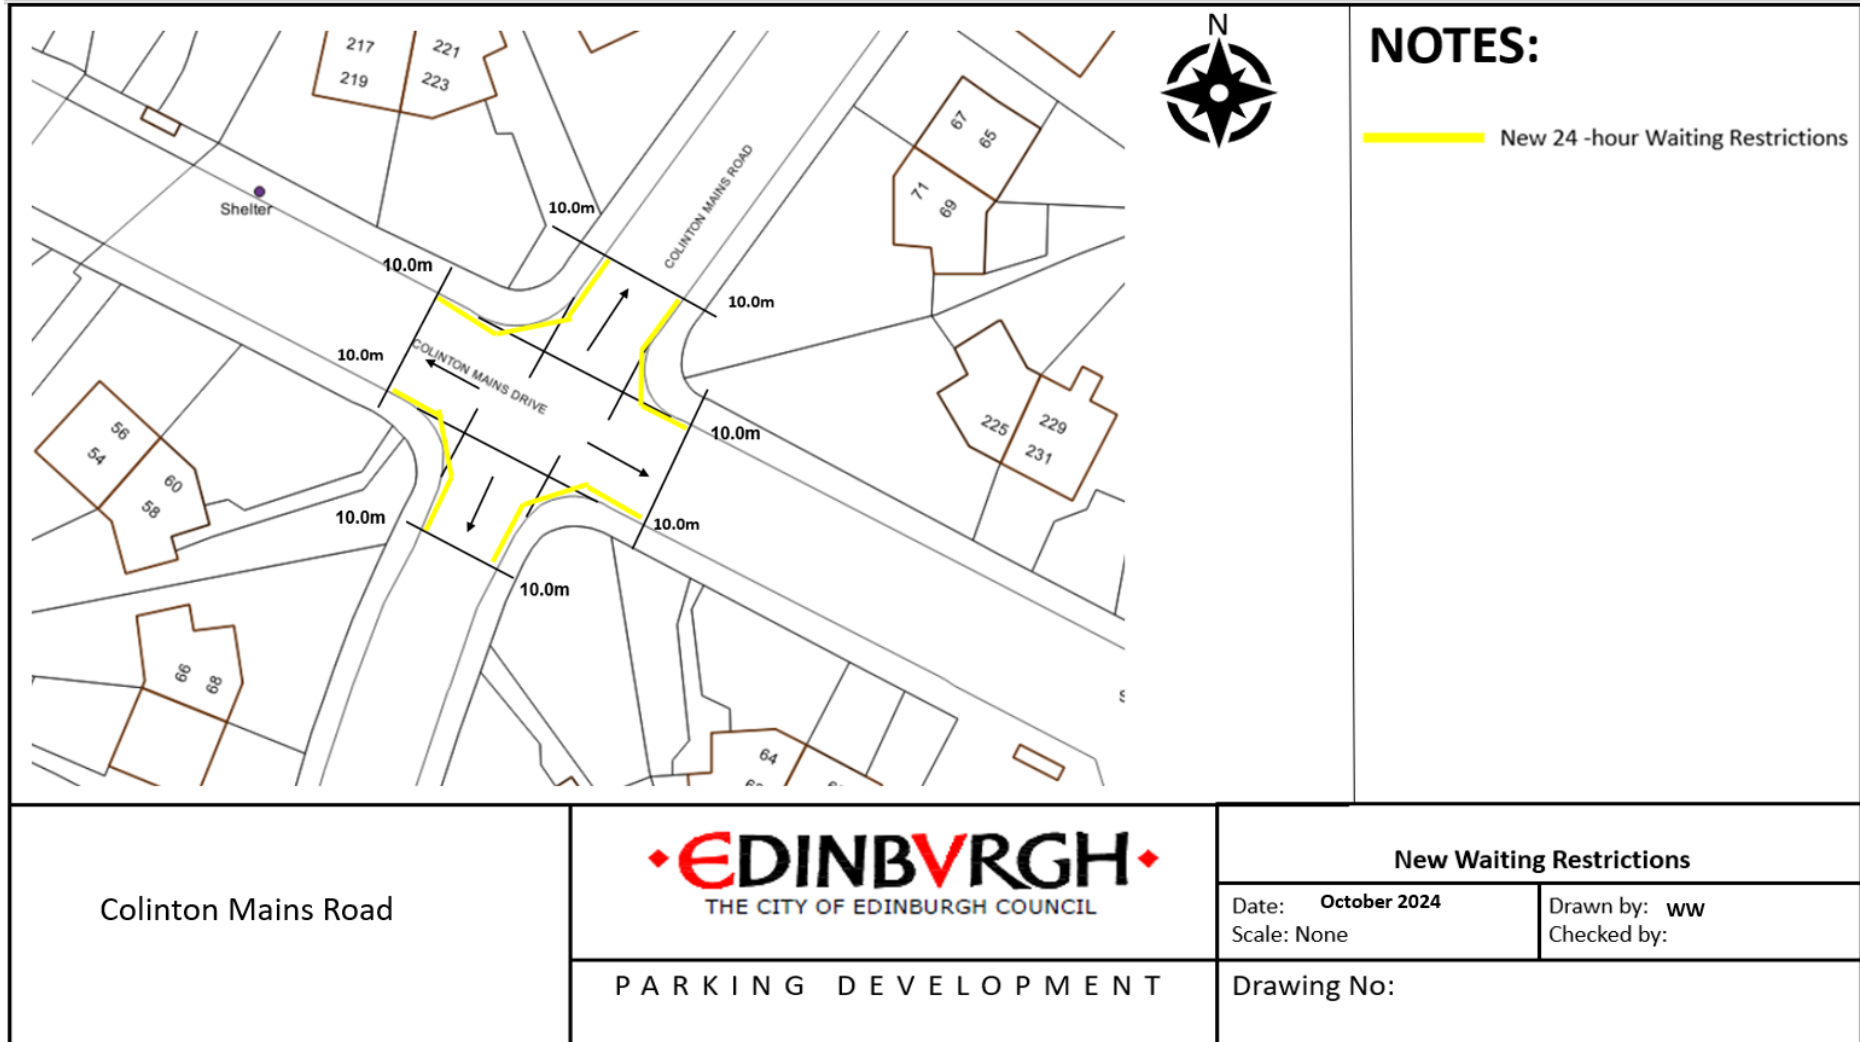 N
NOTES:
New 24 -hour Waiting Restrictions
217
221
219
223
67
65
71
69
Shelter
10.0m
COLINTON MAINS ROAD
10.0m
10.0m
10.0m
COLINTON MAINS DRIVE
10.0m
225
229
231
56
54
60
58
10.0m
10.0m
10.0m
66
68
64
Colinton Mains Road
EDINBVRGH
THE CITY OF EDINBURGH COUNCIL
PARKING DEVELOPMENT
New Waiting Restrictions
Date: October 2024
Scale: None
Drawn by: WW
Checked by:
Drawing No: